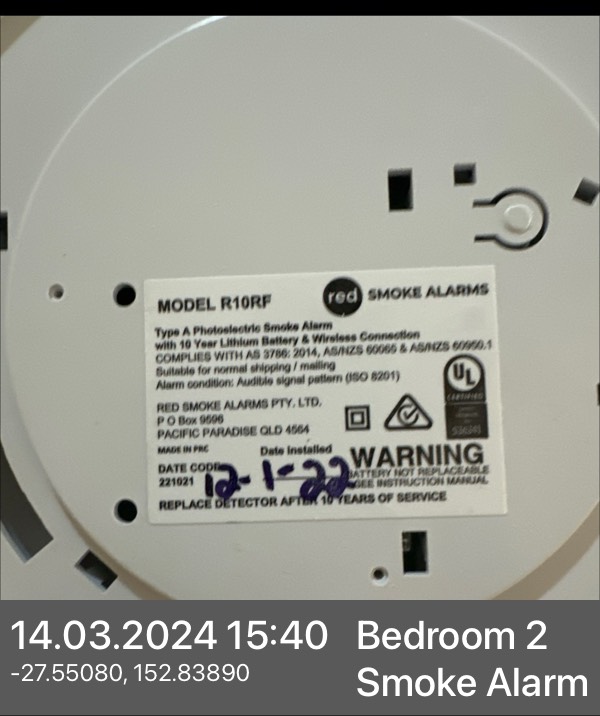 MODEL R10RF
red SMOKE ALARMS
Type A Photoelectric Smoke Alarm
with 10 Year Lithium Battery & Wireless Connection
COMPLIES WITH AS 3786: 2014, AS/NZS 60065 & AS/NZS 60950.1
Suitable for normal shipping / mailing
Alarm condition: Audible signal pattern (ISO 8201)
UL
CERTIFIED
RED SMOKE ALARMS PTY. LTD.
P O Box 9696
PACIFIC PARADISE QLD 4564
MADE IN PRC
Date Installed
WARNING
DATE CODE
12-1-22
BATTERY NOT REPLACEABLE
221021
SEE INSTRUCTION MANUAL
REPLACE DETECTOR AFTER 10 YEARS OF SERVICE
14.03.2024 15:40
-27.55080, 152.83890
Bedroom 2
Smoke Alarm